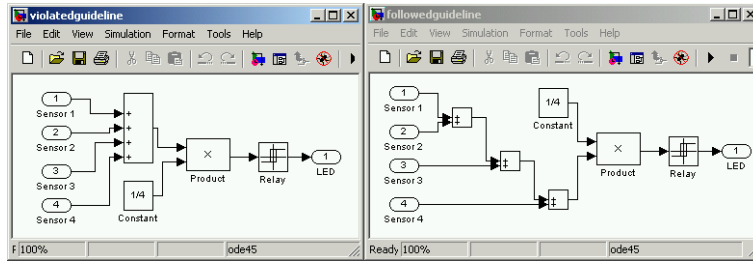 violatedguideline
File Edit View Simulation Format Tools Help
1
Sensor 1
2
Sensor 2
3
Sensor 3
4
Sensor 4
+
+
+
+
1/4
Constant
×
Product
Relay
1
LED
F 100%
ode45
followedguideline
File Edit View Simulation Format Tools Help
1
Sensor 1
2
Sensor 2
3
Sensor 3
4
Sensor 4
1/4
Constant
×
Product
Relay
1
LED
Ready 100%
ode45